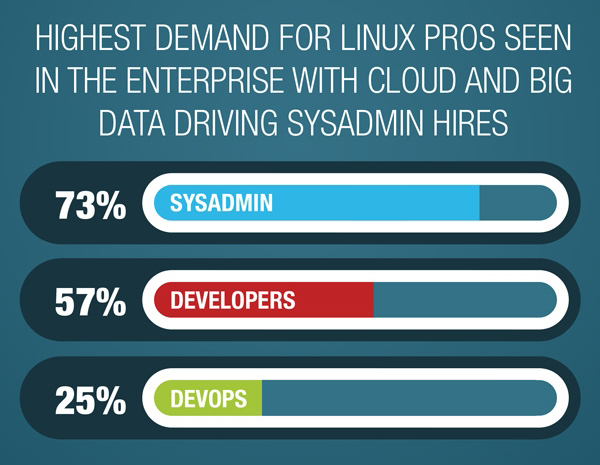 HIGHEST DEMAND FOR LINUX PROS SEEN
IN THE ENTERPRISE WITH CLOUD AND BIG
DATA DRIVING SYSADMIN HIRES
73% SYSADMIN
57% DEVELOPERS
25% DEVOPS